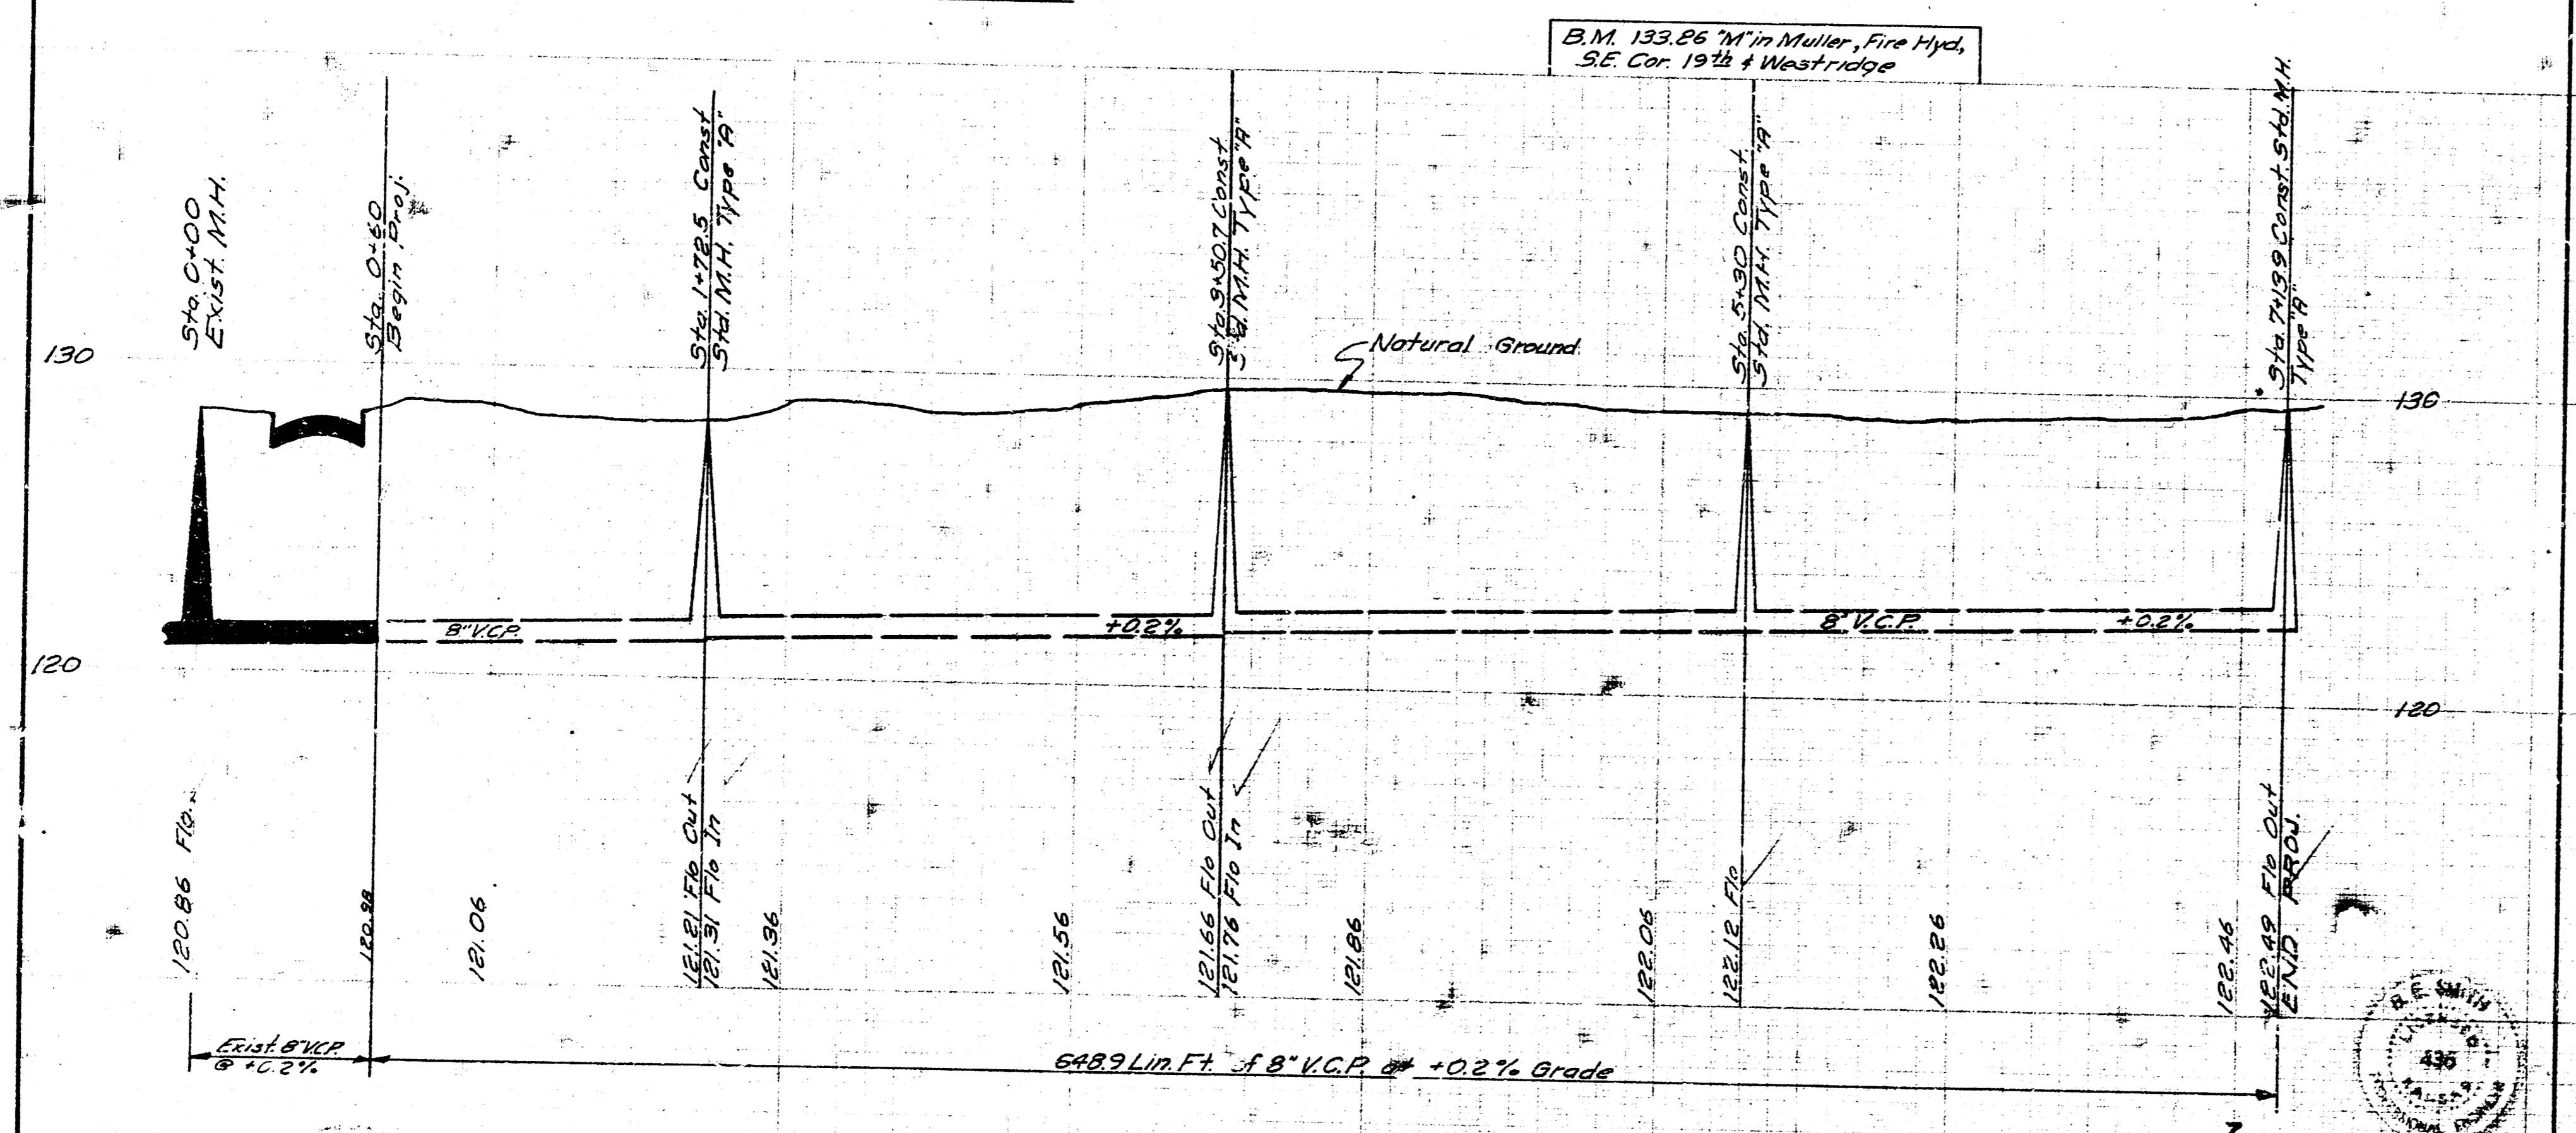 B.M. 133.86 "M" in Muller, Fire Hyd,
S.E. Cor. 19th & Westridge
Sta. 0+00
Exist. M.H.
Sta. 0+60
Begin Proj.
Sta. 1+72.5 Const
Std. M.H. Type "A"
Sta 3+50.7 Const
Std. M.H. Type "A"
Sta. 5+30 Const
Std. M.H. Type "A"
Sta. 7+13.9 Const. Std. M.H.
Type "A"
Natural Ground
130
130
8" V.C.P.
+0.2%
8" V.C.P.
+0.2%
120
120
120.86 Flo.
120.98
121.06
121.21 Flo Out
121.31 Flo In
121.36
121.56
121.66 Flo Out
121.76 Flo In
121.86
122.06
122.12 Flo
122.26
122.46
122.49 Flo Out
END PROJ.
Exist. 8" V.C.P.
@ +0.2%
648.9 Lin. Ft. of 8" V.C.P. at +0.2% Grade
B E SMITH